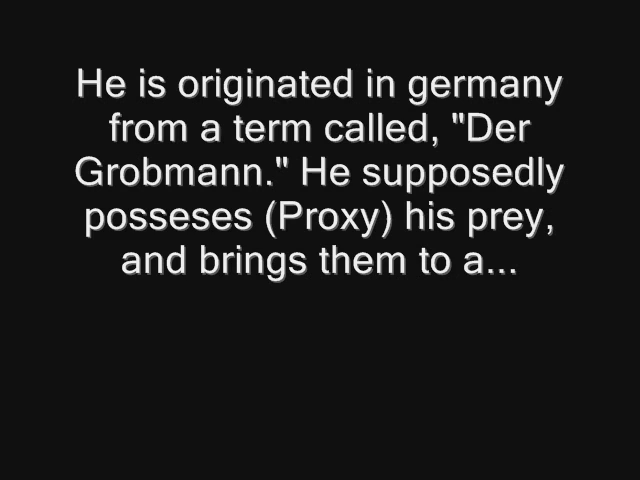 He is originated in germany
from a term called, "Der
Grobmann." He supposedly
posseses (Proxy) his prey,
and brings them to a...